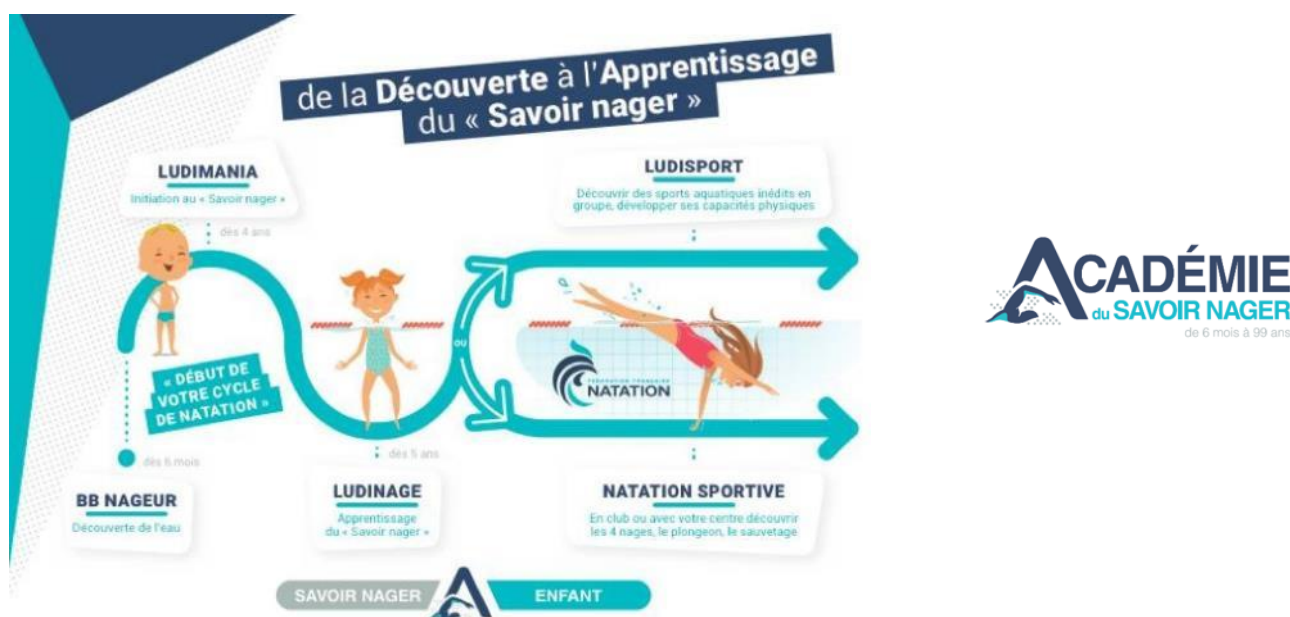 de la Découverte à l'Apprentissage
du « Savoir nager »
LUDIMANIA
Initiation au « Savoir nager »
dès 4 ans
LUDISPORT
Découvrir des sports aquatiques inédits en
groupe, développer ses capacités physiques
« DÉBUT DE
VOTRE CYCLE
DE NATATION »
OU
FÉDÉRATION FRANÇAISE
NATATION
dès 6 mois
BB NAGEUR
Découverte de l'eau
dès 5 ans
LUDINAGE
Apprentissage
du « Savoir nager »
NATATION SPORTIVE
En club ou avec votre centre découvrir
les 4 nages, le plongeon, le sauvetage
SAVOIR NAGER
ENFANT
ACADÉMIE
du SAVOIR NAGER
de 6 mois à 99 ans